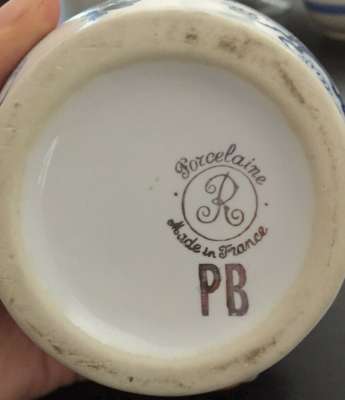 Porcelaine
R
Made in France
PB